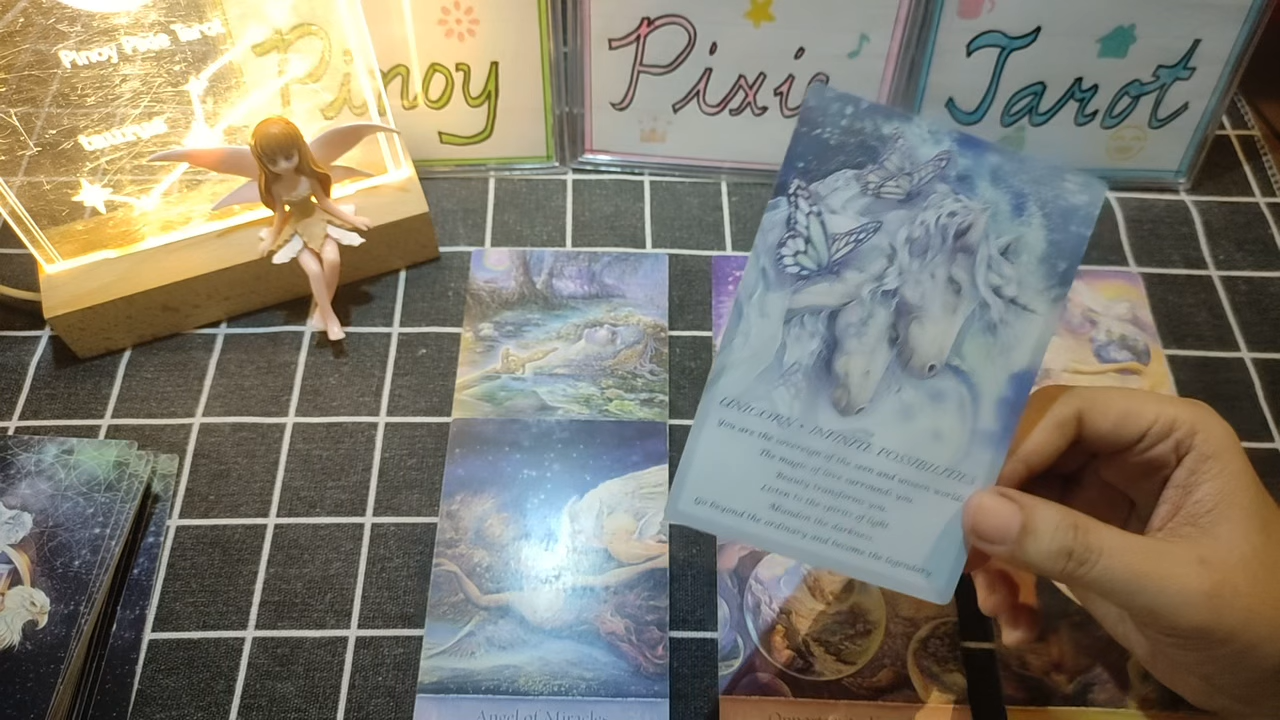 Pinoy Pixie Tarot
Pinoy
Pixie
Tarot
UNICORN • INFINITE POSSIBILITIES
You are the sovereign of the seen and unseen worlds.
The magic of love surrounds you.
Beauty transforms you.
Listen to the spirits of light.
Abandon the darkness.
Go beyond the ordinary and become the legendary
Angel of Miracles